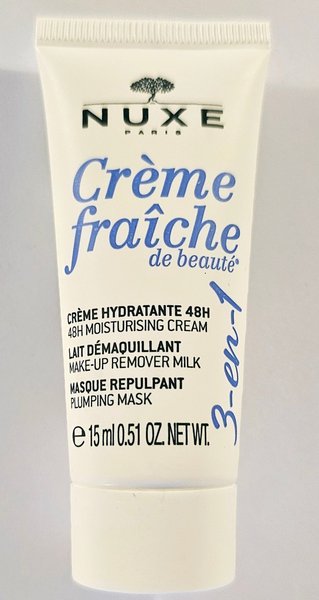 NUXE
PARIS
Crème
fraîche
de beauté®
3-en-1
CRÈME HYDRATANTE 48H
48H MOISTURISING CREAM
LAIT DÉMAQUILLANT
MAKE-UP REMOVER MILK
MASQUE REPULPANT
PLUMPING MASK
e 15 ml 0.51 OZ. NET WT.